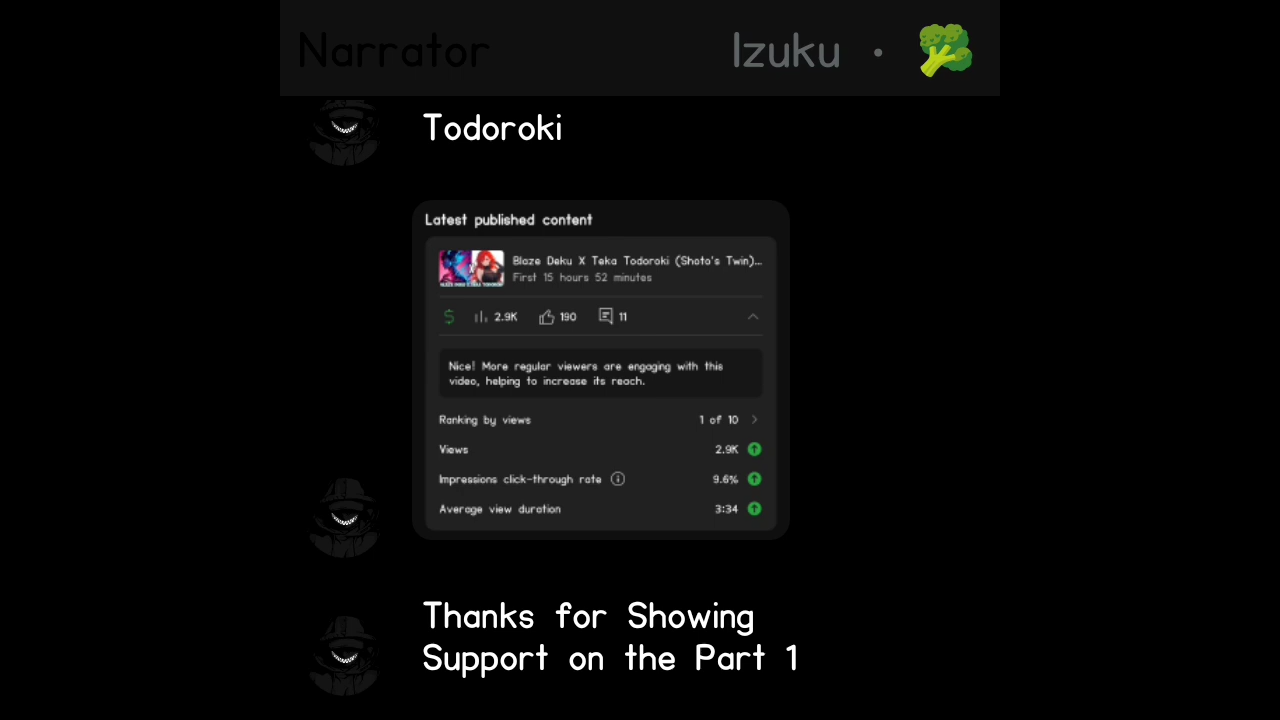 Narrator
Izuku •
Todoroki
Latest published content
Blaze Deku X Teka Todoroki (Shoto's Twin)...
First 15 hours 52 minutes
2.9K 190 11
Nice! More regular viewers are engaging with this
video, helping to increase its reach.
Ranking by views 1 of 10
Views 2.9K
Impressions click-through rate 9.6%
Average view duration 3:34
Thanks for Showing
Support on the Part 1